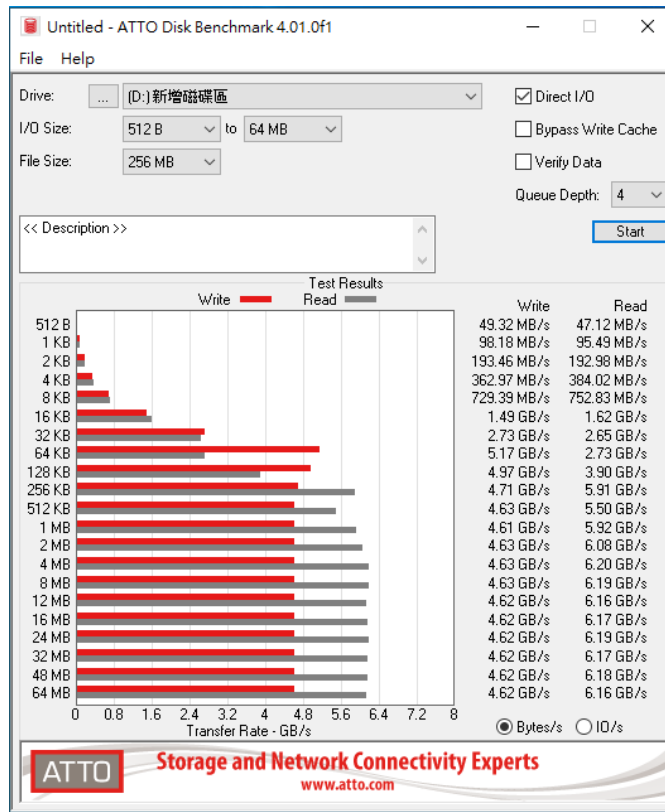 Untitled - ATTO Disk Benchmark 4.01.0f1
File Help
Drive: ... (D:)新增磁碟區 Direct I/O
I/O Size: 512 B to 64 MB Bypass Write Cache
File Size: 256 MB Verify Data
Queue Depth: 4
<< Description >> Start
Test Results
Write Read Write Read
512 B 49.32 MB/s 47.12 MB/s
1 KB 98.18 MB/s 95.49 MB/s
2 KB 193.46 MB/s 192.98 MB/s
4 KB 362.97 MB/s 384.02 MB/s
8 KB 729.39 MB/s 752.83 MB/s
16 KB 1.49 GB/s 1.62 GB/s
32 KB 2.73 GB/s 2.65 GB/s
64 KB 5.17 GB/s 2.73 GB/s
128 KB 4.97 GB/s 3.90 GB/s
256 KB 4.71 GB/s 5.91 GB/s
512 KB 4.63 GB/s 5.50 GB/s
1 MB 4.61 GB/s 5.92 GB/s
2 MB 4.63 GB/s 6.08 GB/s
4 MB 4.63 GB/s 6.20 GB/s
8 MB 4.63 GB/s 6.19 GB/s
12 MB 4.62 GB/s 6.16 GB/s
16 MB 4.62 GB/s 6.17 GB/s
24 MB 4.62 GB/s 6.19 GB/s
32 MB 4.62 GB/s 6.17 GB/s
48 MB 4.62 GB/s 6.18 GB/s
64 MB 4.62 GB/s 6.16 GB/s
0 0.8 1.6 2.4 3.2 4 4.8 5.6 6.4 7.2 8
Transfer Rate - GB/s Bytes/s IO/s
ATTO Storage and Network Connectivity Experts
www.atto.com